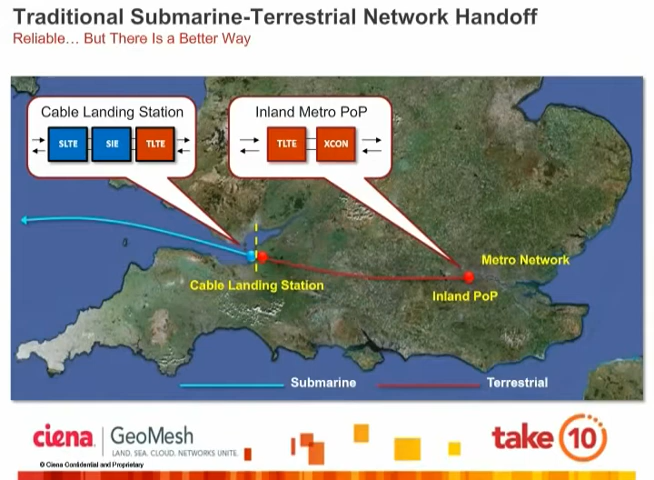 Traditional Submarine-Terrestrial Network Handoff
Reliable… But There Is a Better Way
Cable Landing Station
SLTE SIE TLTE
Inland Metro PoP
TLTE XCON
Metro Network
Cable Landing Station
Inland PoP
Submarine
Terrestrial
ciena GeoMesh
LAND. SEA. CLOUD. NETWORKS UNITE.
take 10
© Ciena Confidential and Proprietary